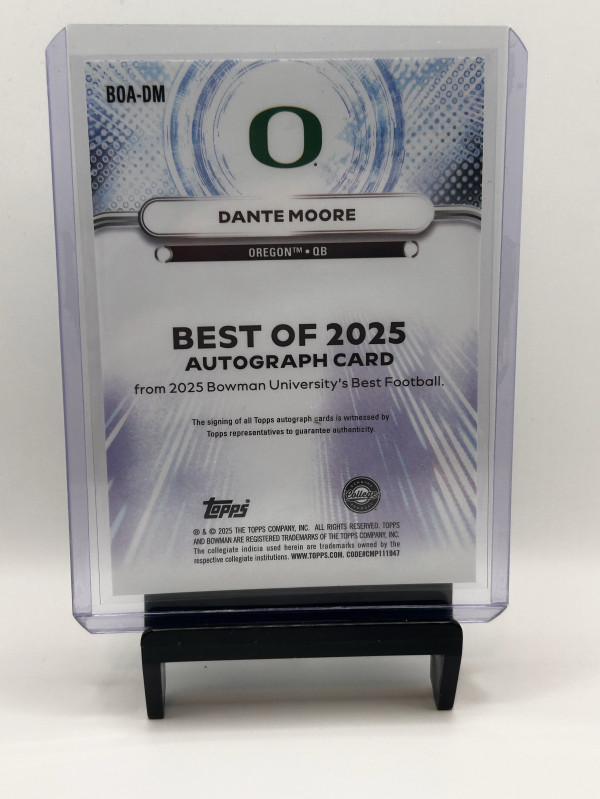 BOA-DM
O
DANTE MOORE
OREGON™ • QB
BEST OF 2025
AUTOGRAPH CARD
from 2025 Bowman University's Best Football.
The signing of all Topps autograph cards is witnessed by
Topps representatives to guarantee authenticity.
topps
College
® & © 2025 THE TOPPS COMPANY, INC. ALL RIGHTS RESERVED. TOPPS
AND BOWMAN ARE REGISTERED TRADEMARKS OF THE TOPPS COMPANY, INC.
The collegiate indicia used herein are trademarks owned by the
respective collegiate institutions. WWW.TOPPS.COM. CODE#CMP111947